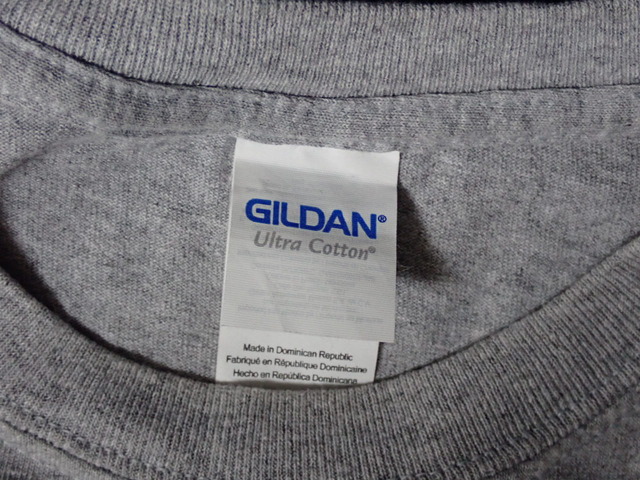 GILDAN®
Ultra Cotton®
Made in Dominican Republic
Fabriqué en République Dominicaine
Hecho en República Dominicana